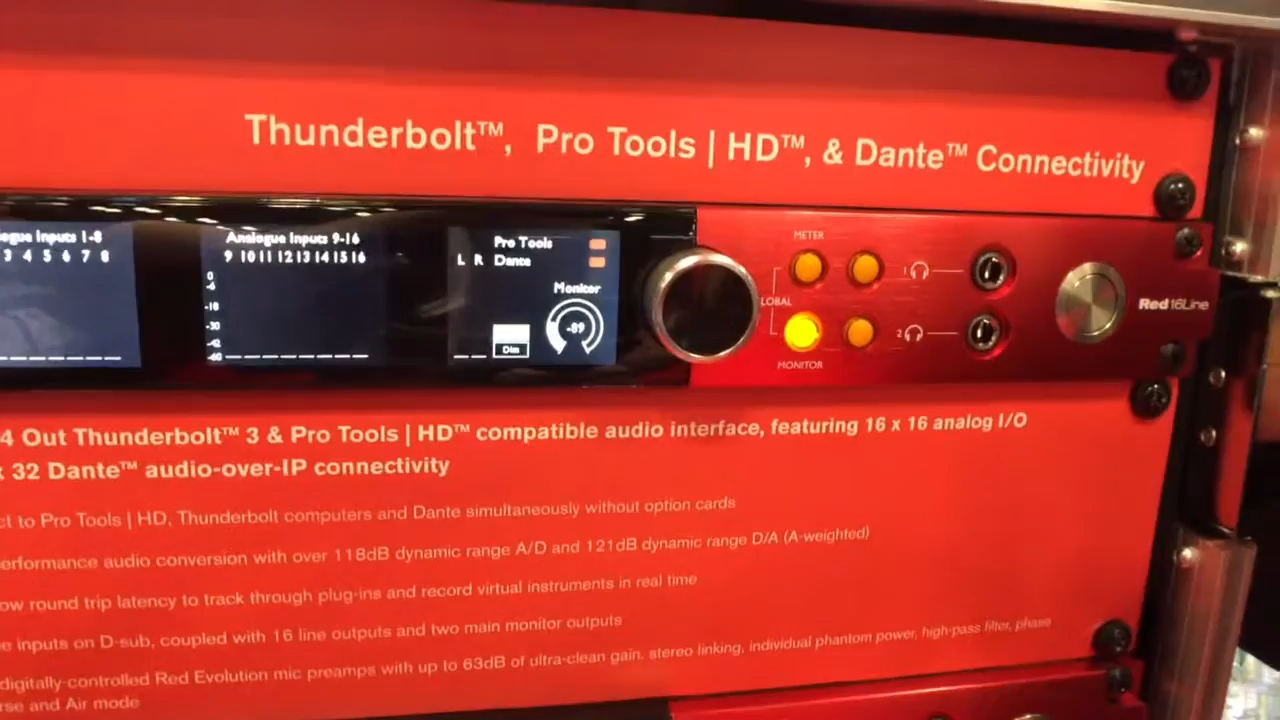 Thunderbolt™, Pro Tools | HD™, & Dante™ Connectivity
Analogue Inputs 9-16
Inputs 1-8
3 4 5 6 7 8
9 10 11 12 13 14 15 16
0
-6
-18
-30
-42
-60
Pro Tools
L R Dante
Monitor
-89
Dim
METER
MONITOR
1
2
Red 16Line
4 Out Thunderbolt™ 3 & Pro Tools | HD™ compatible audio interface, featuring 16 x 16 analog I/O
x 32 Dante™ audio-over-IP connectivity
to Pro Tools | HD, Thunderbolt computers and Dante simultaneously without option cards
audio conversion with over 118dB dynamic range A/D and 121dB dynamic range D/A (A-weighted)
round trip latency to track through plug-ins and record virtual instruments in real time
inputs on D-sub, coupled with 16 line outputs and two main monitor outputs
digitally-controlled Red Evolution mic preamps with up to 63dB of ultra-clean gain, stereo linking, individual phantom power, high-pass filter, phase
and Air mode